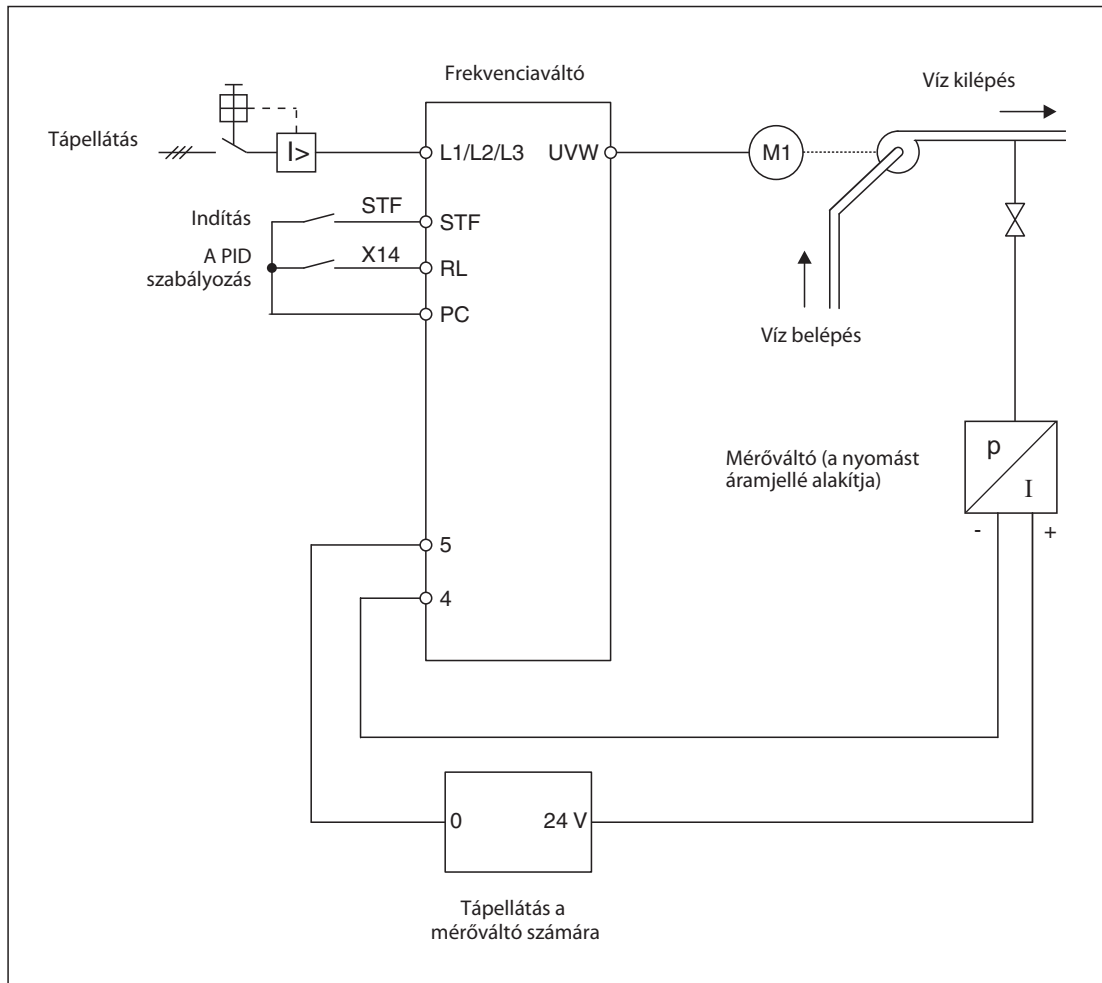 Frekvenciaváltó
Víz kilépés
Tápellátás
I>
L1/L2/L3
UVW
M1
Indítás
STF
STF
A PID
szabályozás
X14
RL
PC
Víz belépés
Mérőváltó (a nyomást
áramjellé alakítja)
p
I
-
+
5
4
0
24 V
Tápellátás a
mérőváltó számára